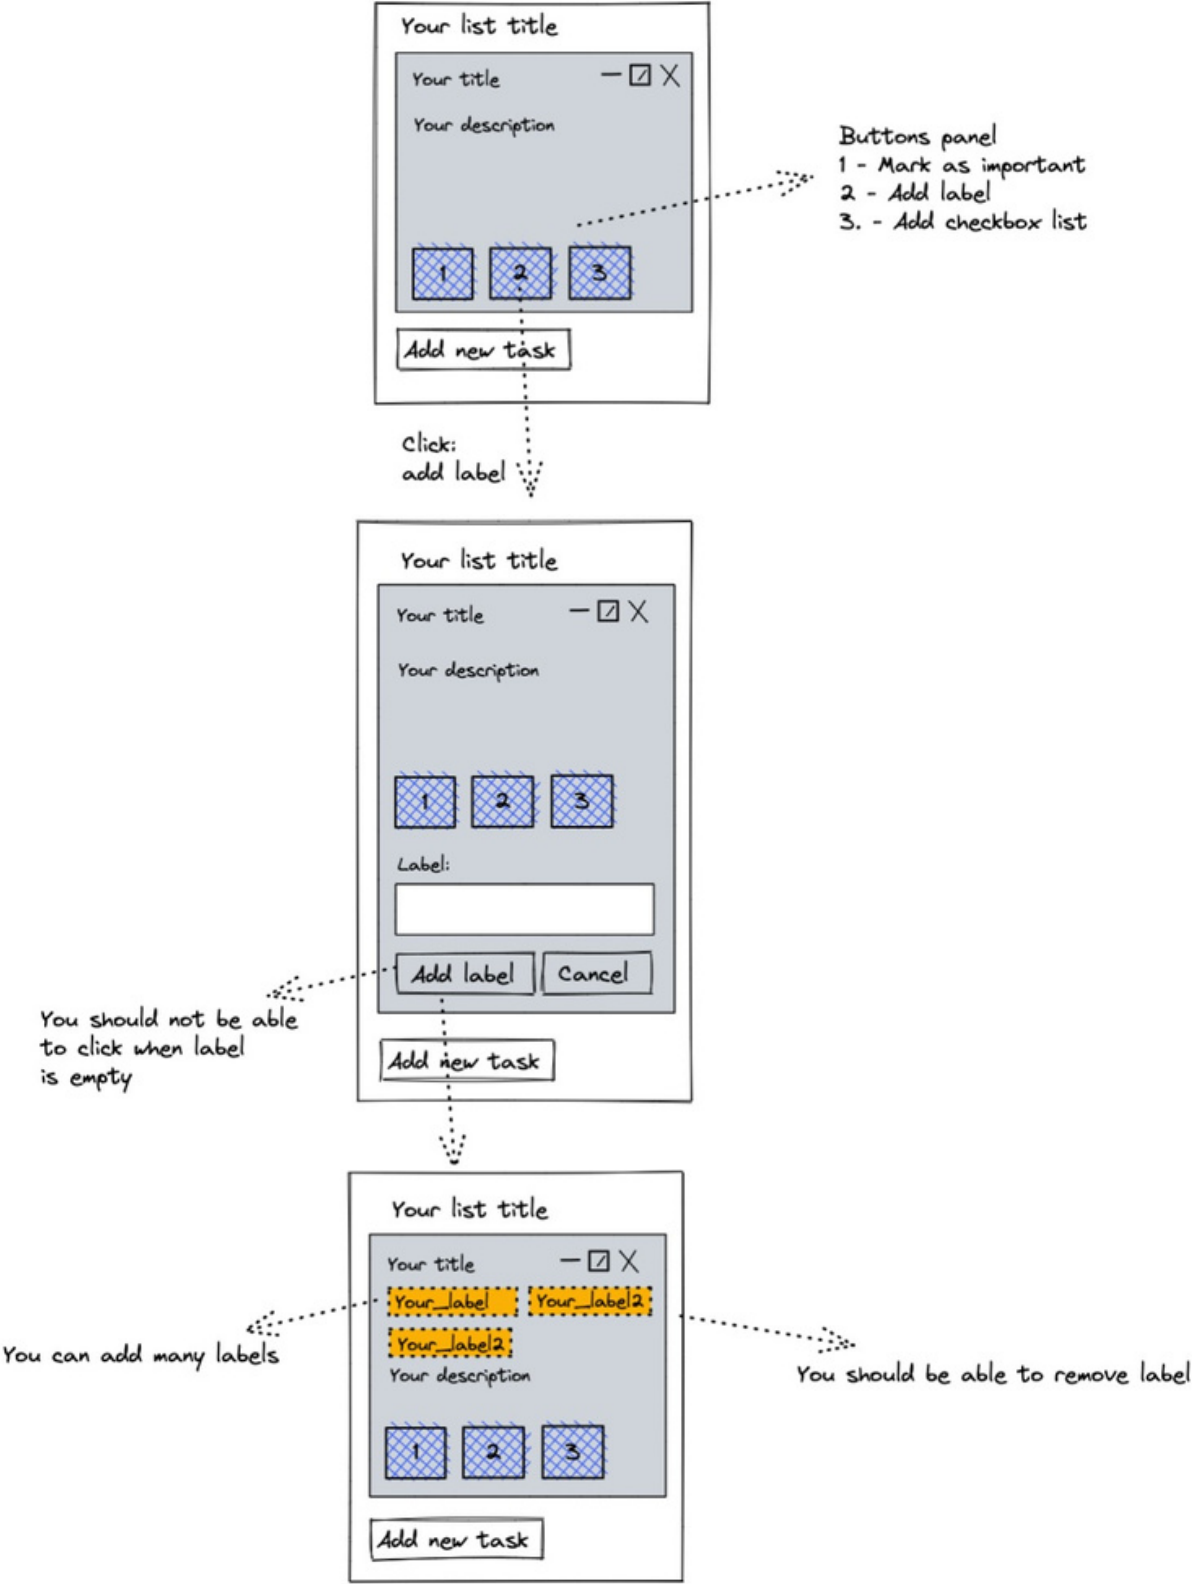 Your list title
Your title
Your description
1 2 3
Add new task
Buttons panel
1 - Mark as important
2 - Add label
3. - Add checkbox list
Click:
add label
Your list title
Your title
Your description
1 2 3
Label:
Add label Cancel
Add new task
You should not be able
to click when label
is empty
Your list title
Your title
Your_label Your_label2
Your_label2
Your description
1 2 3
Add new task
You can add many labels
You should be able to remove label